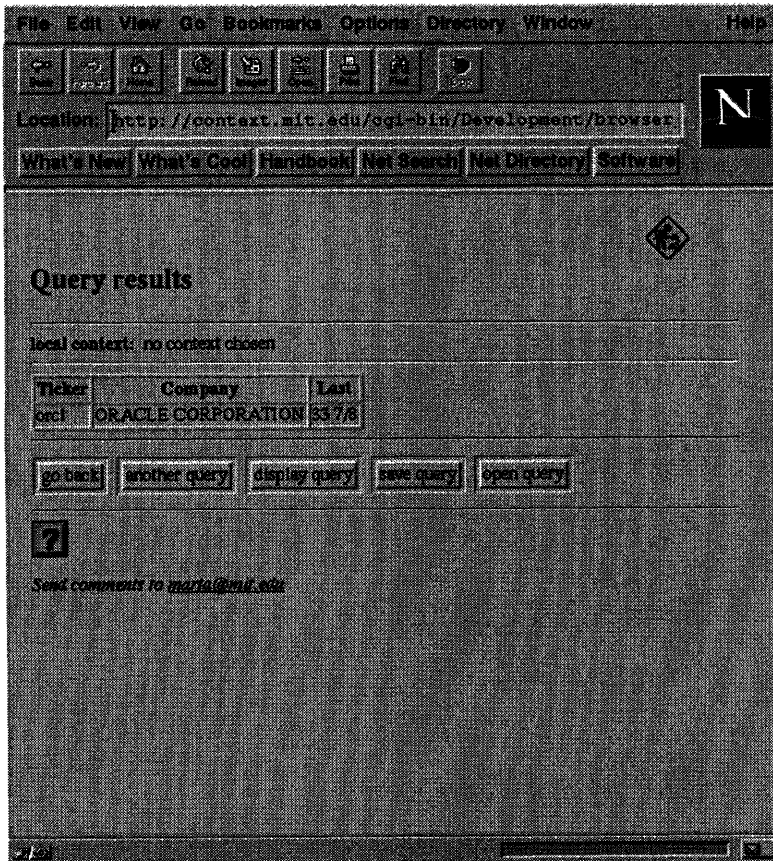 File Edit View Go Bookmarks Options Directory Window Help
Location: http://context.mit.edu/cgi-bin/Development/browser
N
What's New What's Cool Handbook Net Search Net Directory Software
Query results
local context: no context chosen
Ticker Company Last
orcl ORACLE CORPORATION 33 7/8
go back another query display query save query open query
?
Send comments to marta@mit.edu